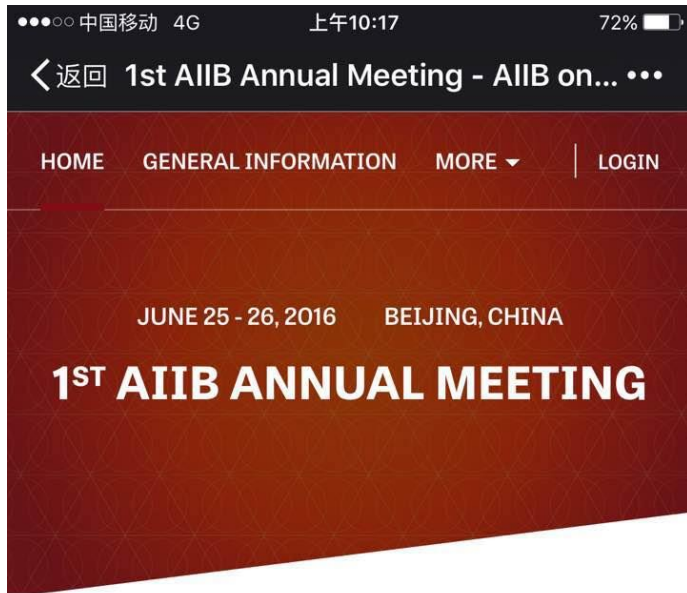 中国移动 4G 上午10:17 72%
返回 1st AIIB Annual Meeting - AIIB on...
HOME GENERAL INFORMATION MORE LOGIN
JUNE 25 - 26, 2016 BEIJING, CHINA
1ST AIIB ANNUAL MEETING